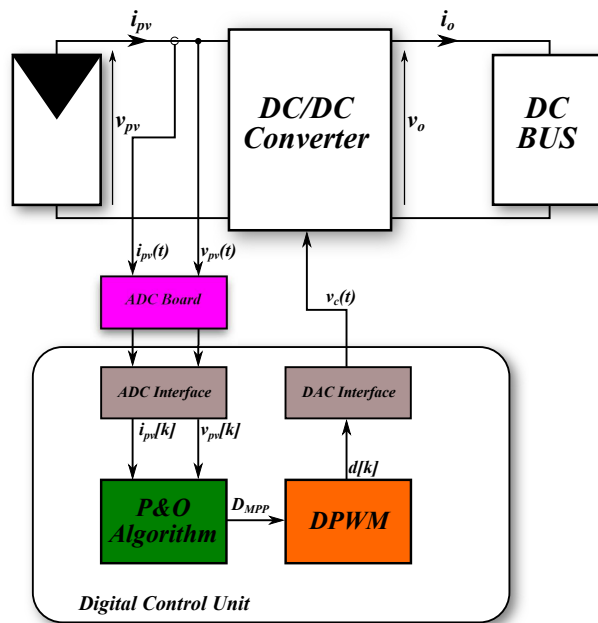 i_pv
i_o
v_pv
DC/DC
Converter
v_o
DC
BUS
i_pv(t)
v_pv(t)
ADC Board
v_c(t)
ADC Interface
DAC Interface
i_pv[k]
v_pv[k]
d[k]
P&O
Algorithm
D_MPP
DPWM
Digital Control Unit